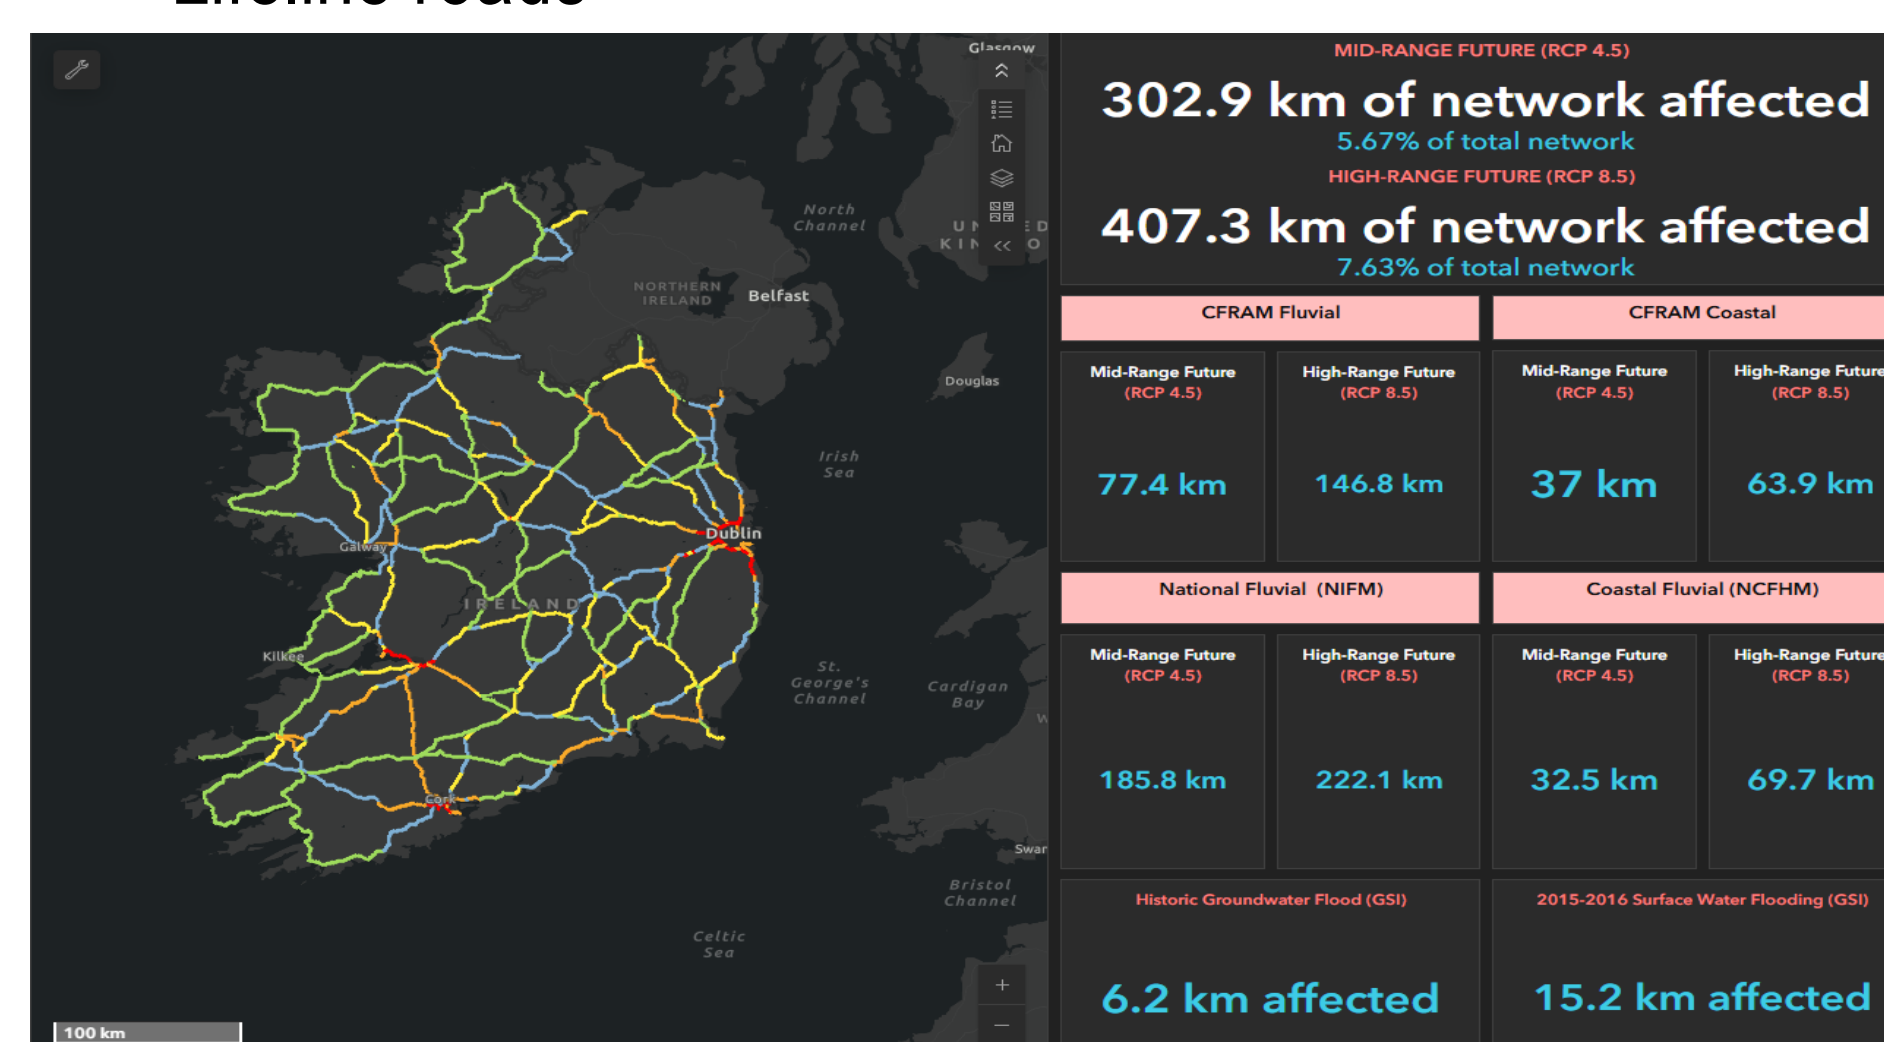 Lifeline roads
Glasgow
North
Channel
NORTHERN
IRELAND
Belfast
Douglas
Irish
Sea
Dublin
Galway
IRELAND
Kilkee
St.
George's
Channel
Cardigan
Bay
Cork
Bristol
Channel
Celtic
Sea
100 km
MID-RANGE FUTURE (RCP 4.5)
302.9 km of network affected
5.67% of total network
HIGH-RANGE FUTURE (RCP 8.5)
407.3 km of network affected
7.63% of total network
CFRAM Fluvial
CFRAM Coastal
Mid-Range Future
(RCP 4.5)
High-Range Future
(RCP 8.5)
Mid-Range Future
(RCP 4.5)
High-Range Future
(RCP 8.5)
77.4 km
146.8 km
37 km
63.9 km
National Fluvial (NIFM)
Coastal Fluvial (NCFHM)
Mid-Range Future
(RCP 4.5)
High-Range Future
(RCP 8.5)
Mid-Range Future
(RCP 4.5)
High-Range Future
(RCP 8.5)
185.8 km
222.1 km
32.5 km
69.7 km
Historic Groundwater Flood (GSI)
2015-2016 Surface Water Flooding (GSI)
6.2 km affected
15.2 km affected